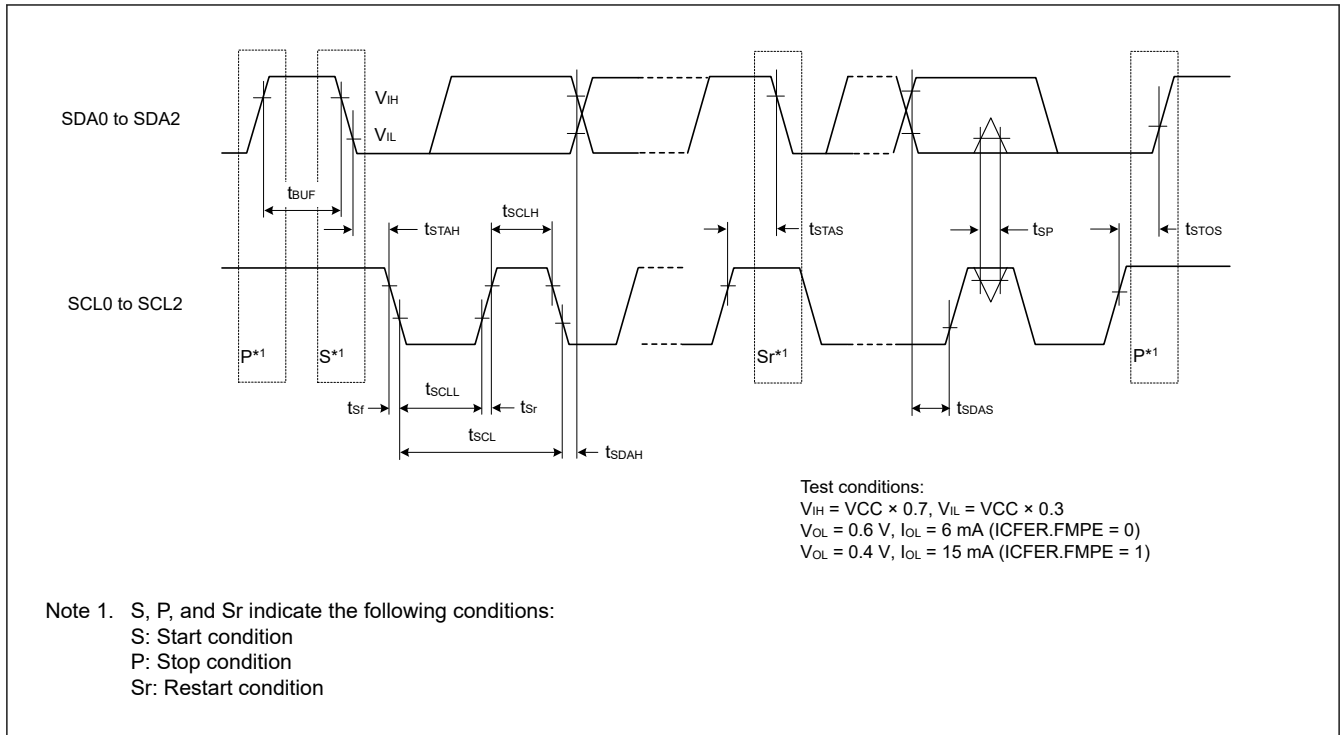 SDA0 to SDA2
VIH
VIL
tBUF
tSTAH
tSCLH
tSTAS
tSP
tSTOS
SCL0 to SCL2
P*1
S*1
Sr*1
P*1
tSf
tSCLL
tSr
tSDAS
tSCL
tSDAH
Test conditions:
VIH = VCC × 0.7, VIL = VCC × 0.3
VOL = 0.6 V, IOL = 6 mA (ICFER.FMPE = 0)
VOL = 0.4 V, IOL = 15 mA (ICFER.FMPE = 1)
Note 1. S, P, and Sr indicate the following conditions:
S: Start condition
P: Stop condition
Sr: Restart condition